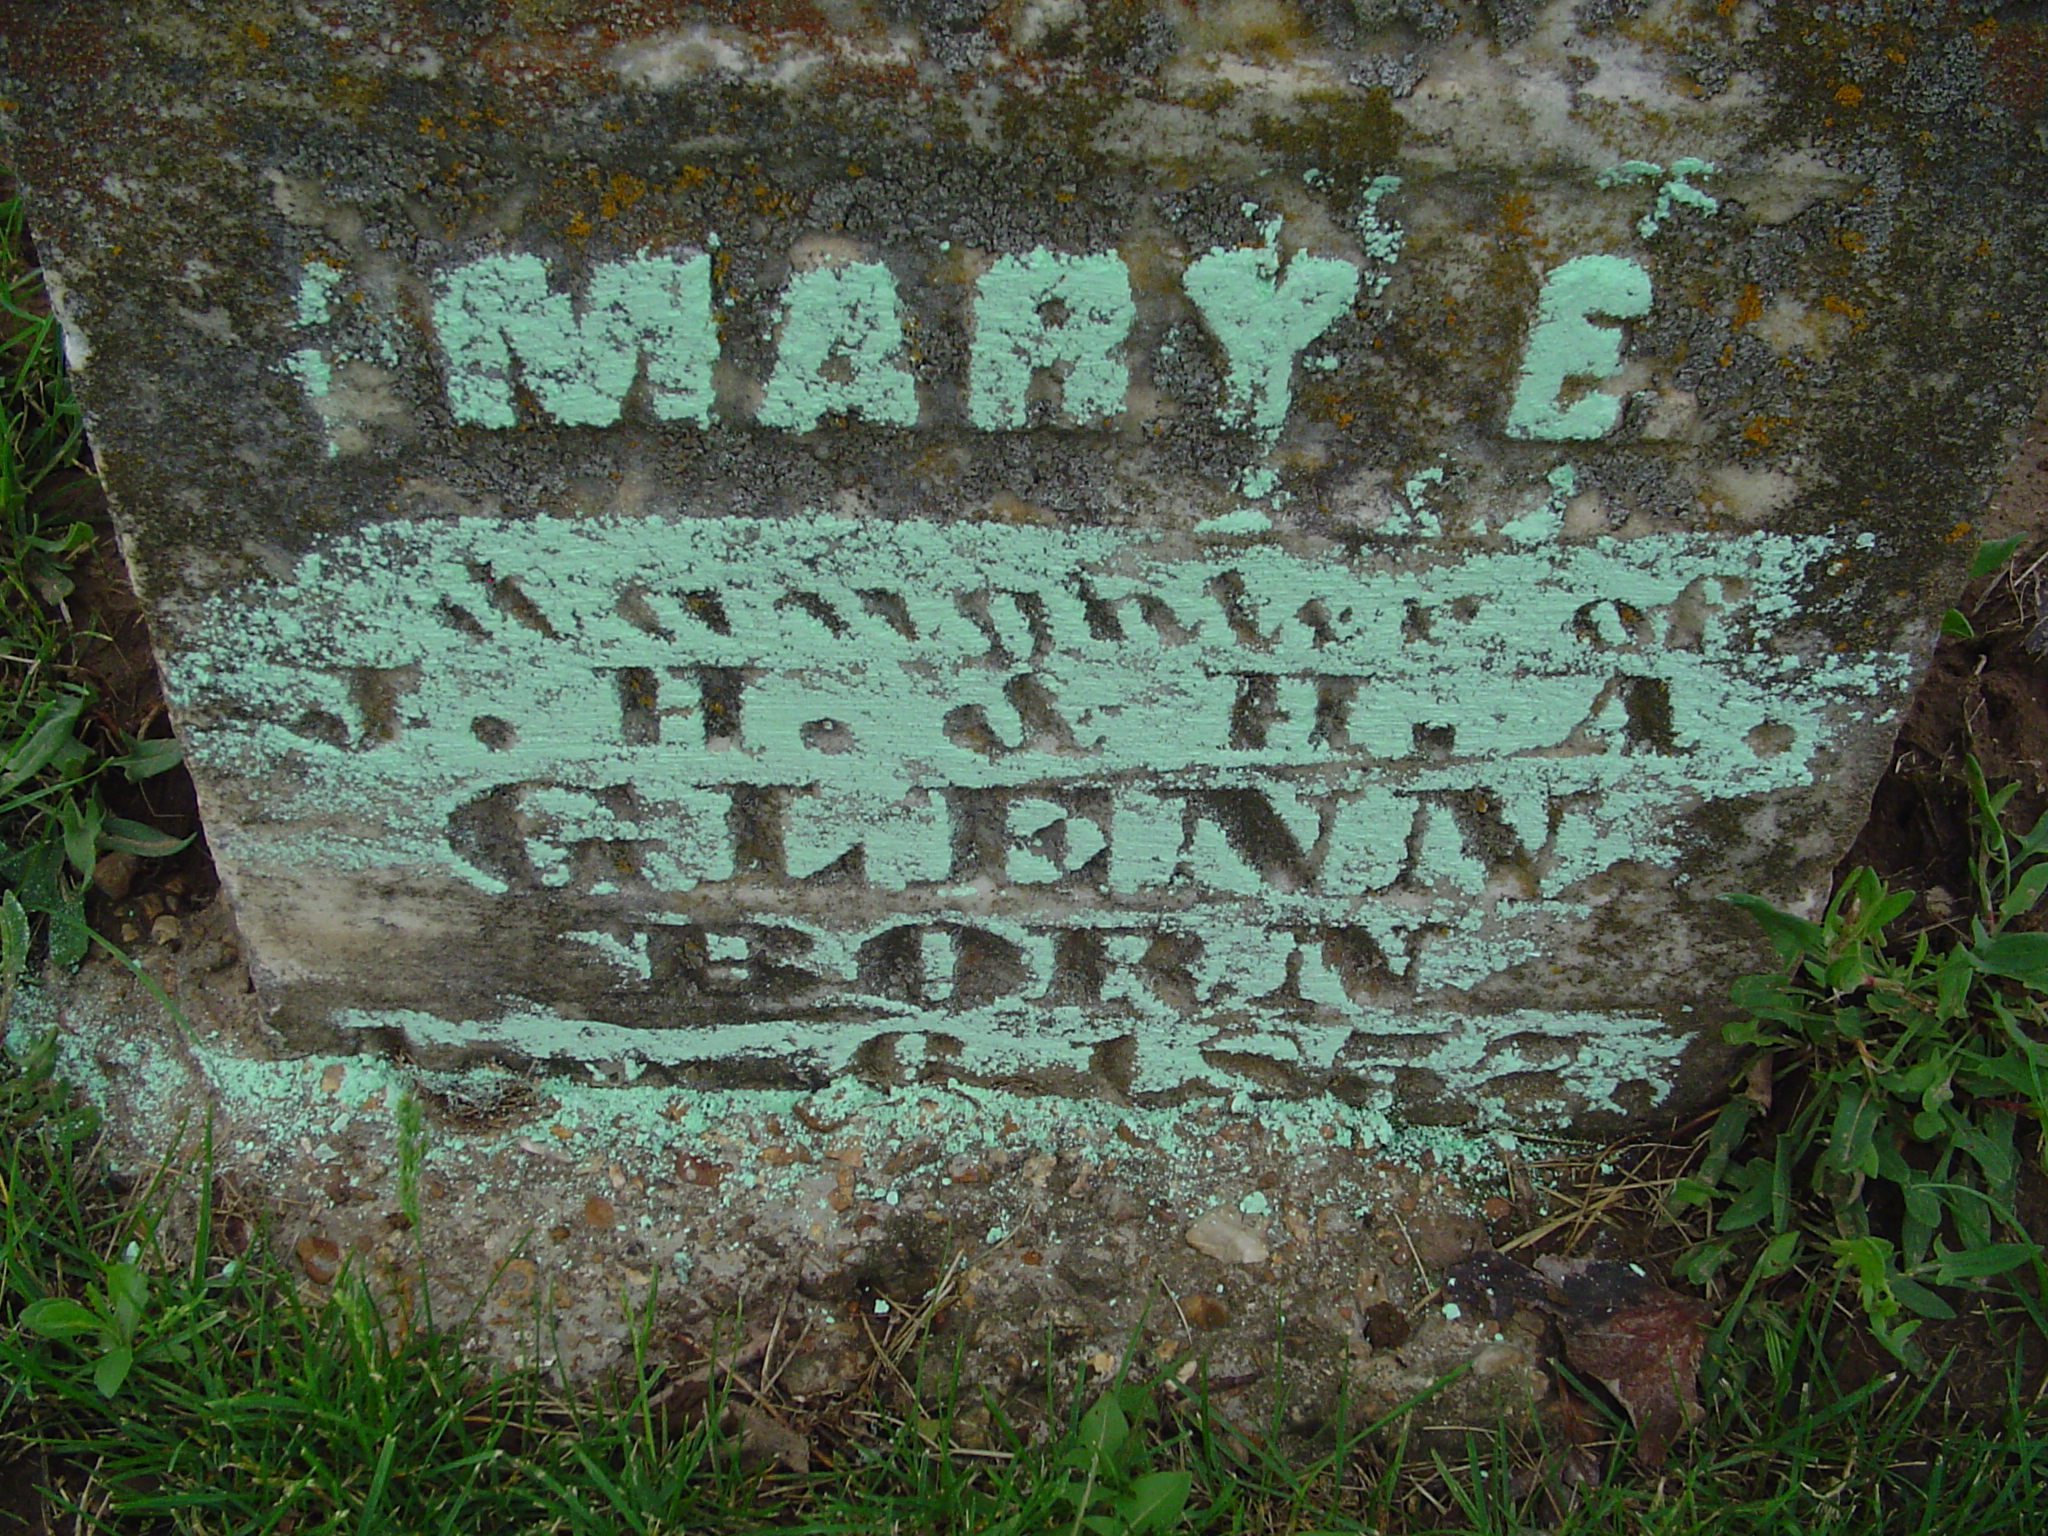 MARY E
Daughter of
J. H. & H. A.
GLENN
BORN